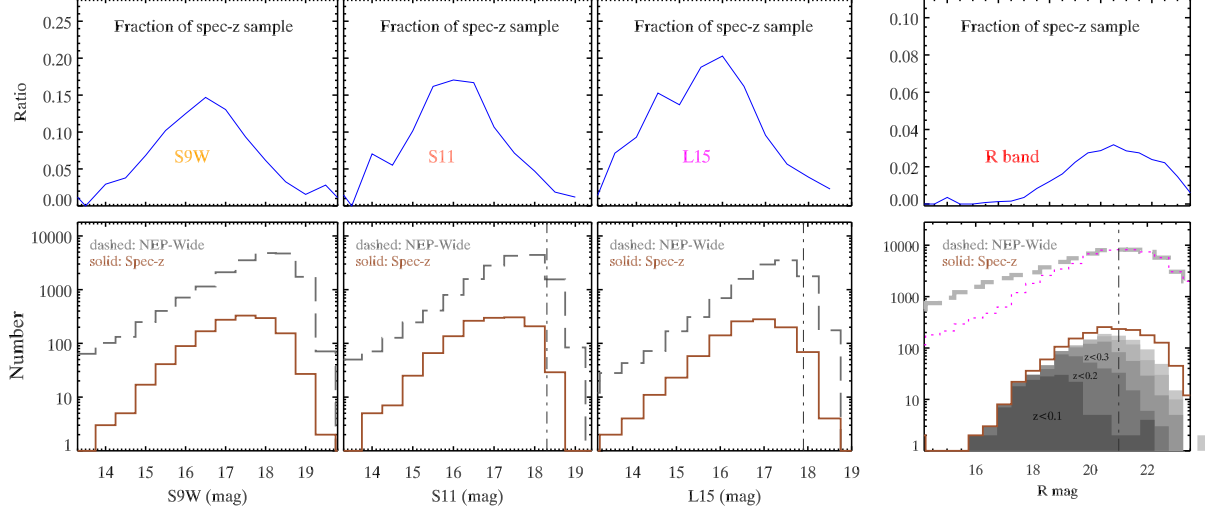 Fraction of spec-z sample
Fraction of spec-z sample
Fraction of spec-z sample
Fraction of spec-z sample
Ratio
0.25
0.20
0.15
0.10
0.05
0.00
0.10
0.08
0.06
0.04
0.02
0.00
S9W
S11
L15
R band
Number
10000
1000
100
10
1
dashed: NEP-Wide
solid: Spec-z
dashed: NEP-Wide
solid: Spec-z
dashed: NEP-Wide
solid: Spec-z
10000
1000
100
10
1
dashed: NEP-Wide
solid: Spec-z
z<0.3
z<0.2
z<0.1
14 15 16 17 18 19
14 15 16 17 18 19
14 15 16 17 18 19
16 18 20 22
S9W (mag)
S11 (mag)
L15 (mag)
R mag